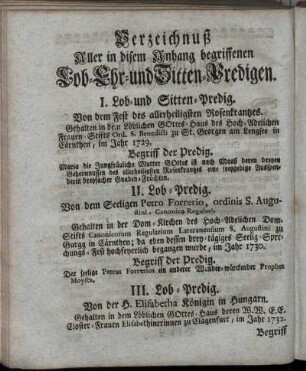 Verzeichnuß
Aller in disem Anhang begriffenen
Lob-Ehr-und Sitten-Predigen.
I. Lob-und Sitten-Predig.
Von dem Fest des allerheiligsten Rosenkrantzes.
Gehalten in dem Löblichen GOttes-Haus des Hoch-Adelichen
Frauen-Stiffts Ord. S. Benedicti zu St. Georgen am Lengsee in
Cärnthen, im Jahr 1729.
Begriff der Predig.
Maria die Jungfräuliche Mutter GOttes ist nach Maaß deren dreyen
Geheimnussen des allerheiligsten Rosenkrantzes eine freygebige Ausspen-
derin dreyfacher Gnaden-Früchten.
II. Lob-Predig.
Von dem Seeligen Petro Forrerio, ordinis S. Augu-
stini, Canonico Regulari.
Gehalten in der Dom-Kirchen des Hoch-Adelichen Dom-
Stiffts Canonicorum Regularium Lateranensium S. Augustini zu
Gurgg in Cärnthen; da eben dessen drey-tägiges Seelig-Spre-
chungs-Fest hochfeyerlich begangen wurde, im Jahr 1730.
Begriff der Predig.
Der seelige Petrus Forrerius ein anderer Wunder-würckender Prophet
Moyses.
III. Lob-Predig.
Von der H. Elisabetha Königin in Hungarn.
Gehalten in dem Löblichen GOttes-Haus deren W.W. E.E.
Closter-Frauen Elisabethinerinnen zu Clagenfurt, im Jahr 1732.
Begriff